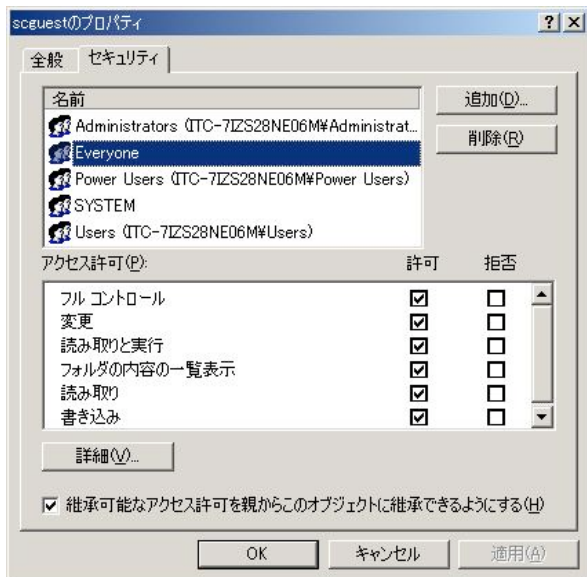 scguestのプロパティ
? ×
全般 セキュリティ
名前
Administrators (ITC-7IZS28NE06M¥Administrat...
Everyone
Power Users (ITC-7IZS28NE06M¥Power Users)
SYSTEM
Users (ITC-7IZS28NE06M¥Users)
追加(D)...
削除(R)
アクセス許可(P): 許可 拒否
フル コントロール
変更
読み取りと実行
フォルダの内容の一覧表示
読み取り
書き込み
詳細(V)...
継承可能なアクセス許可を親からこのオブジェクトに継承できるようにする(H)
OK キャンセル 適用(A)